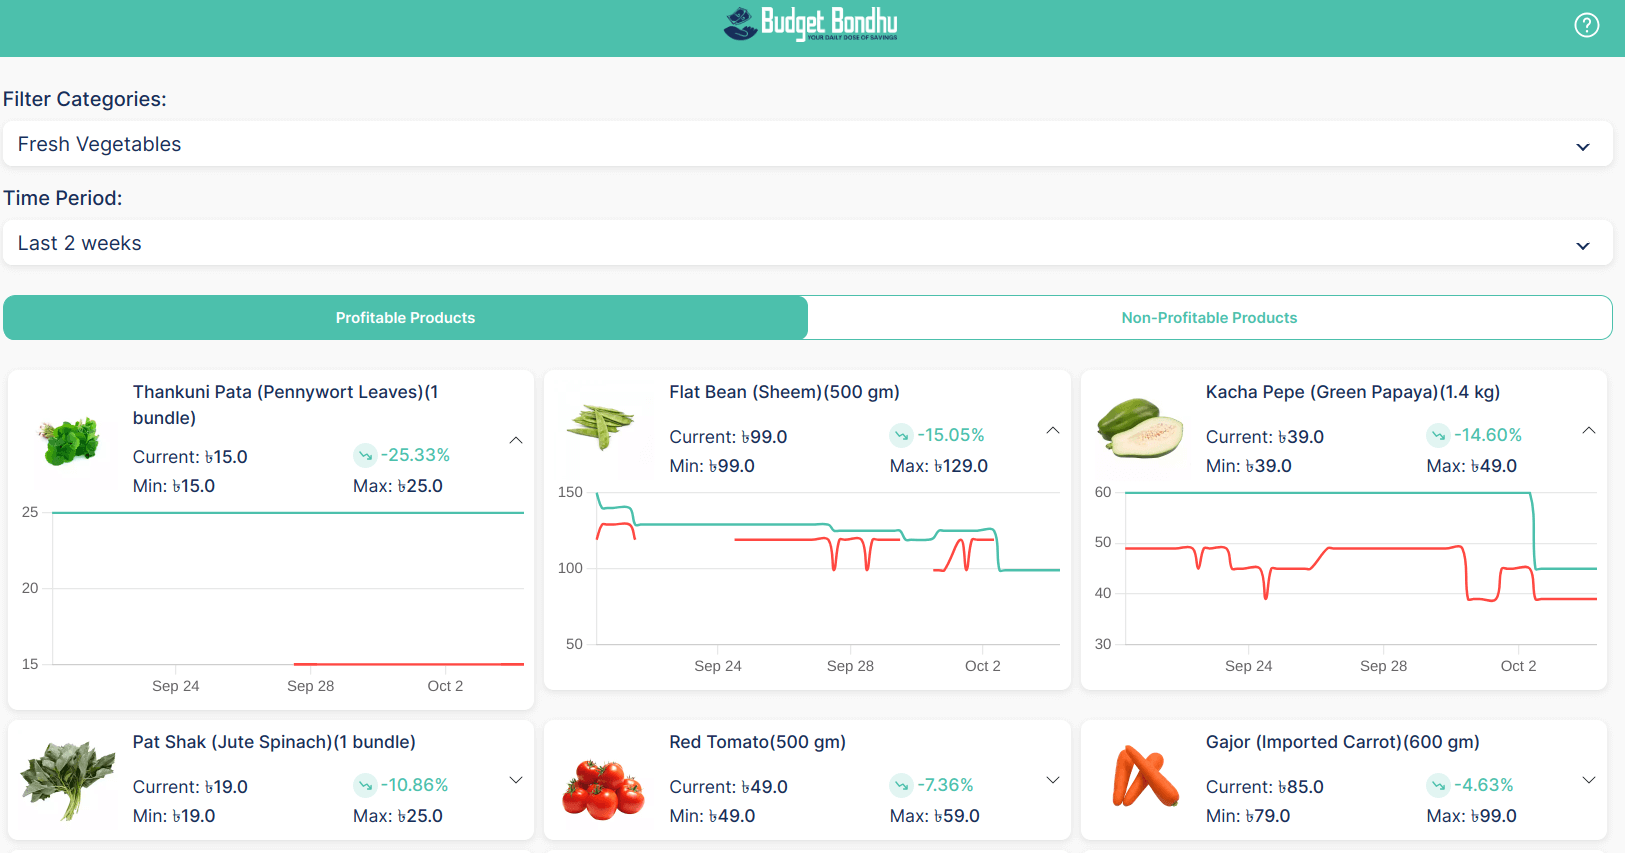 Budget Bondhu
YOUR DAILY DOSE OF SAVINGS
?
Filter Categories:
Fresh Vegetables
Time Period:
Last 2 weeks
Profitable Products
Non-Profitable Products
Thankuni Pata (Pennywort Leaves)(1
bundle)
Current: ৳15.0
-25.33%
Min: ৳15.0
Max: ৳25.0
25
20
15
Sep 24
Sep 28
Oct 2
Flat Bean (Sheem)(500 gm)
Current: ৳99.0
-15.05%
Min: ৳99.0
Max: ৳129.0
150
100
50
Sep 24
Sep 28
Oct 2
Kacha Pepe (Green Papaya)(1.4 kg)
Current: ৳39.0
-14.60%
Min: ৳39.0
Max: ৳49.0
60
50
40
30
Sep 24
Sep 28
Oct 2
Pat Shak (Jute Spinach)(1 bundle)
Current: ৳19.0
-10.86%
Min: ৳19.0
Max: ৳25.0
Red Tomato(500 gm)
Current: ৳49.0
-7.36%
Min: ৳49.0
Max: ৳59.0
Gajor (Imported Carrot)(600 gm)
Current: ৳85.0
-4.63%
Min: ৳79.0
Max: ৳99.0